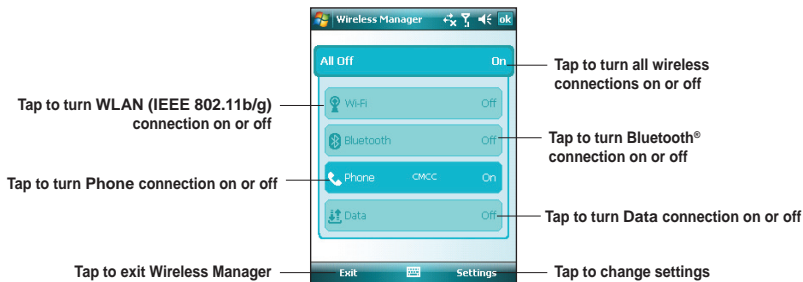 Wireless Manager ok
All Off On
Tap to turn all wireless
connections on or off
Tap to turn WLAN (IEEE 802.11b/g)
connection on or off
Wi-Fi Off
Bluetooth Off
Tap to turn Bluetooth®
connection on or off
Tap to turn Phone connection on or off
Phone CMCC On
Data Off
Tap to turn Data connection on or off
Tap to exit Wireless Manager
Exit Settings
Tap to change settings